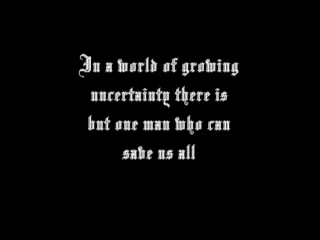 In a world of growing
uncertainty there is
but one man who can
save us all